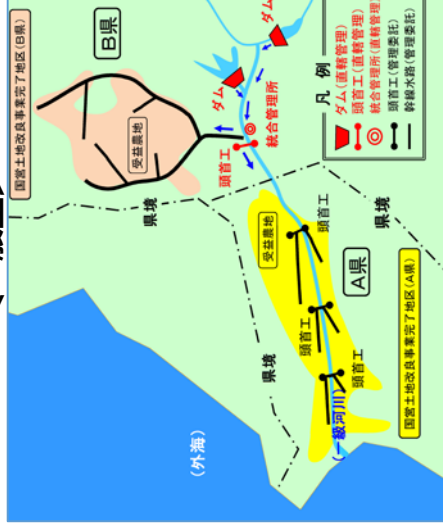 国営土地改良事業完了地区(B県)
B県
ダム
ダム
受益農地
統合管理所
頭首工
県境
県境
県境
受益農地
頭首工
A県
頭首工
頭首工
(一級河川)
(外海)
国営土地改良事業完了地区(A県)
凡 例
ダム(直轄管理)
頭首工(直轄管理)
統合管理所(直轄管理)
頭首工(管理委託)
幹線水路(管理委託)